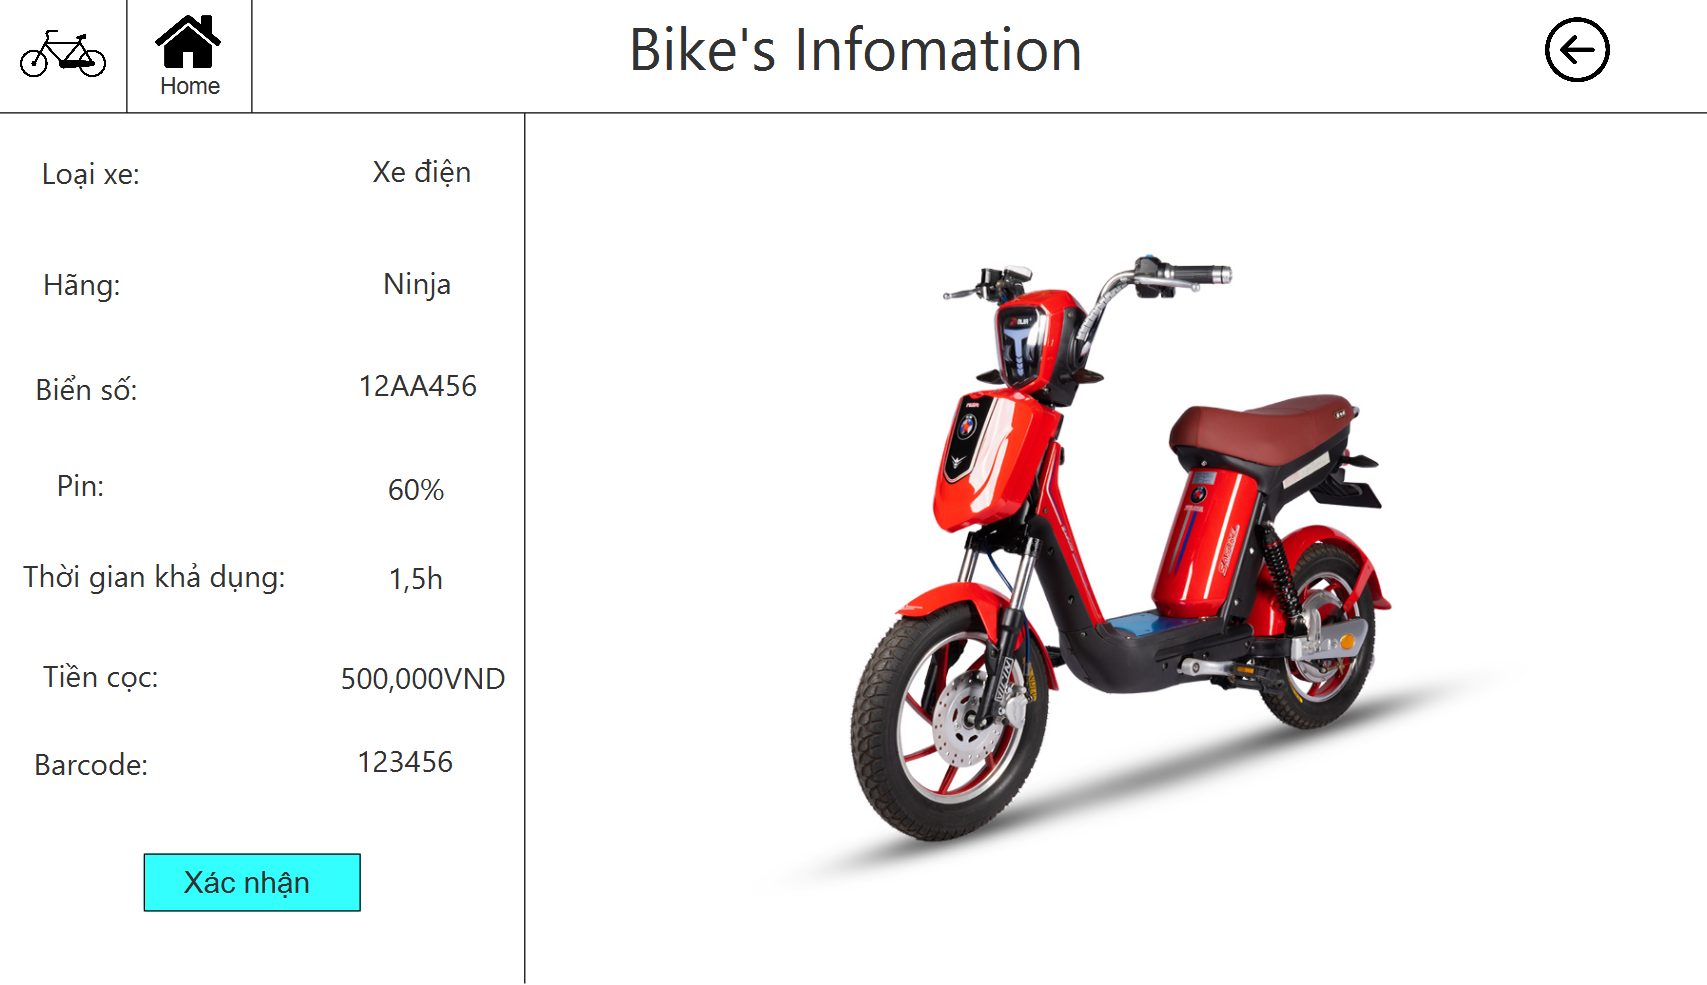 Home
Bike's Infomation
Loại xe: Xe điện
Hãng: Ninja
Biển số: 12AA456
Pin: 60%
Thời gian khả dụng: 1,5h
Tiền cọc: 500,000VND
Barcode: 123456
Xác nhận